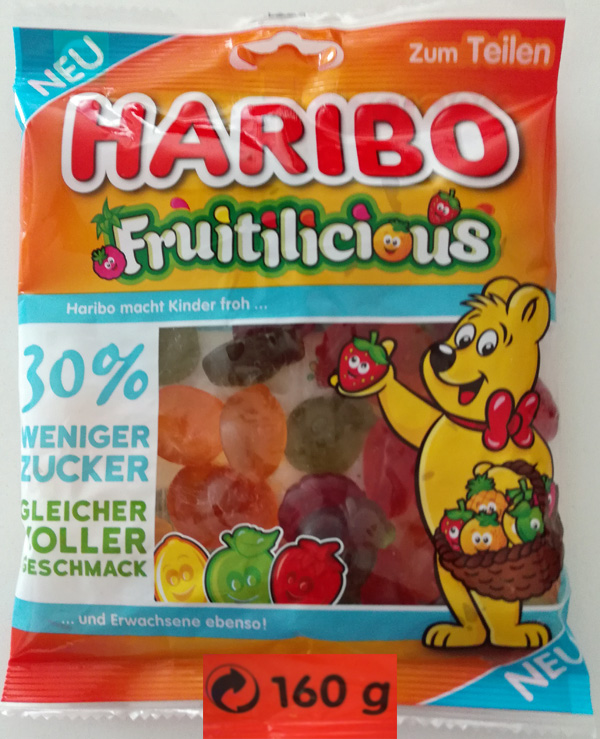 NEU
Zum Teilen
HARIBO
Fruitilicious
Haribo macht Kinder froh ...
30%
WENIGER
ZUCKER
GLEICHER
TOLLER
GESCHMACK
... und Erwachsene ebenso!
NEU
160 g